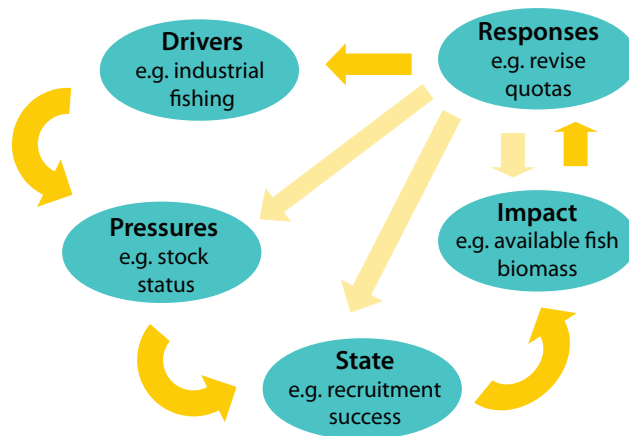 Drivers
e.g. industrial
fishing
Responses
e.g. revise
quotas
Pressures
e.g. stock
status
Impact
e.g. available fish
biomass
State
e.g. recruitment
success